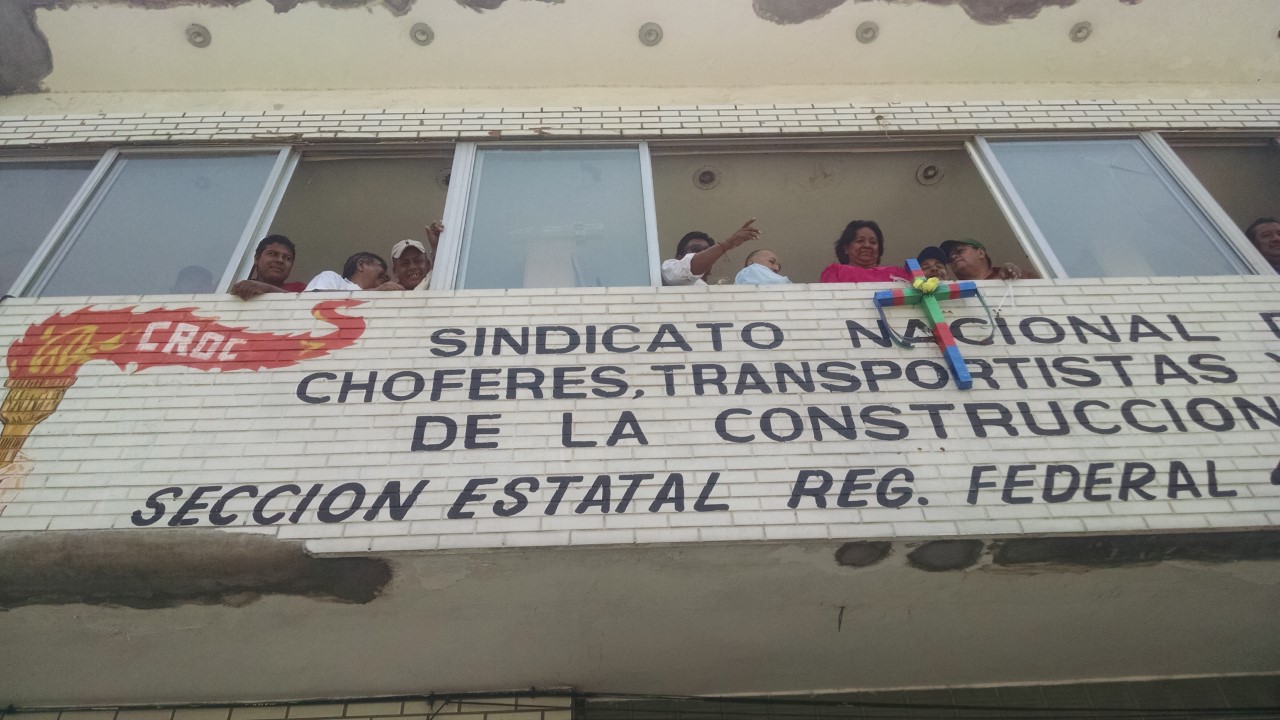 CROC
SINDICATO NACIONAL
CHOFERES, TRANSPORTISTAS Y
DE LA CONSTRUCCION
SECCION ESTATAL REG. FEDERAL